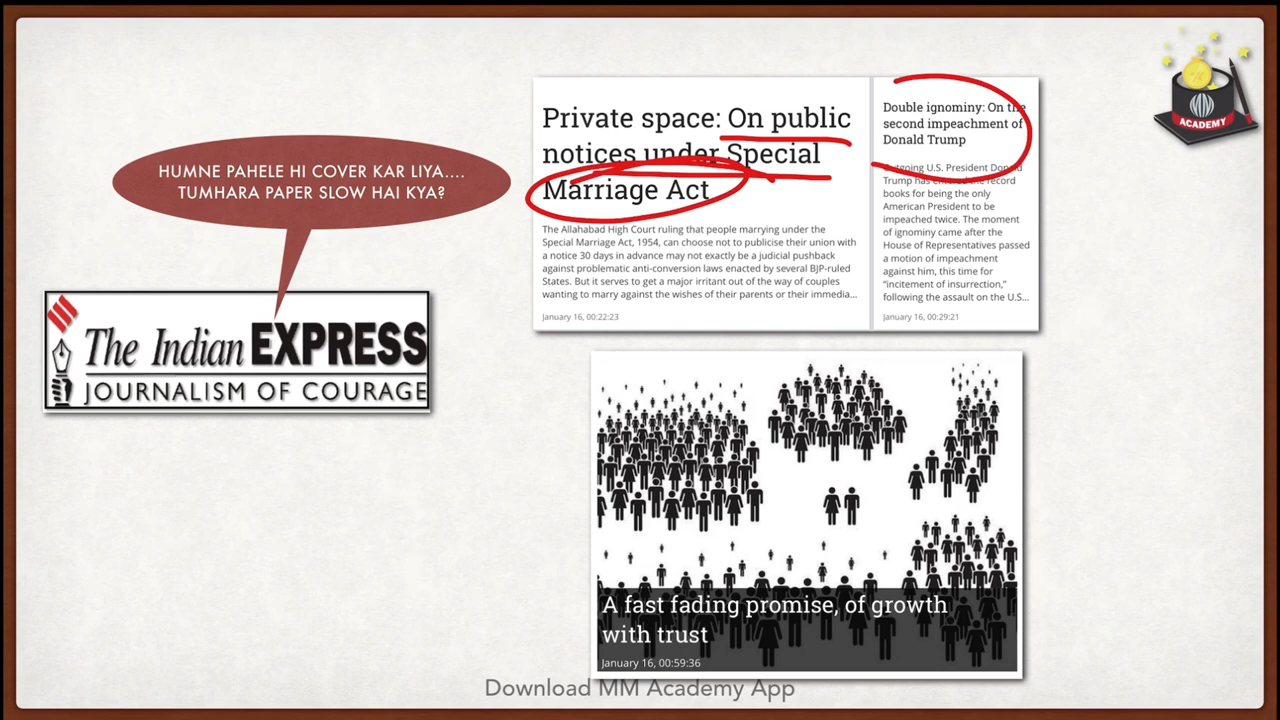 HUMNE PAHELE HI COVER KAR LIYA....
TUMHARA PAPER SLOW HAI KYA?
The Indian EXPRESS
JOURNALISM OF COURAGE
Private space: On public
notices under Special
Marriage Act
The Allahabad High Court ruling that people marrying under the
Special Marriage Act, 1954, can choose not to publicise their union with
a notice 30 days in advance may not exactly be a judicial pushback
against problematic anti-conversion laws enacted by several BJP-ruled
States. But it serves to get a major irritant out of the way of couples
wanting to marry against the wishes of their parents or their immedia...
January 16, 00:22:23
Double ignominy: On the
second impeachment of
Donald Trump
Outgoing U.S. President Donald
Trump has entered the record
books for being the only
American President to be
impeached twice. The moment
of ignominy came after the
House of Representatives passed
a motion of impeachment
against him, this time for
"incitement of insurrection,"
following the assault on the U.S...
January 16, 00:29:21
ACADEMY
A fast fading promise, of growth
with trust
January 16, 00:59:36
Download MM Academy App